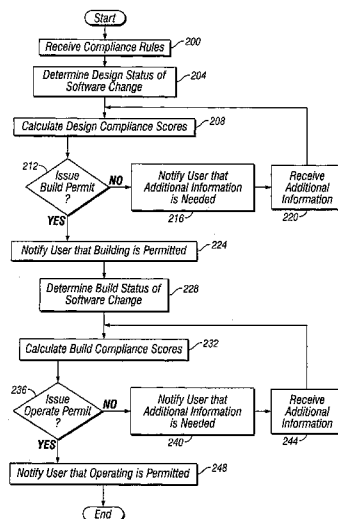 Start
Receive Compliance Rules
200
Determine Design Status of
Software Change
204
Calculate Design Compliance Scores
208
212
Issue
Build Permit
?
NO
YES
Notify User that
Additional Information
is Needed
216
Receive
Additional
Information
220
Notify User that Building is Permitted
224
Determine Build Status of
Software Change
228
Calculate Build Compliance Scores
232
236
Issue
Operate Permit
?
NO
YES
Notify User that
Additional Information
is Needed
240
Receive
Additional
Information
244
Notify User that Operating is Permitted
248
End